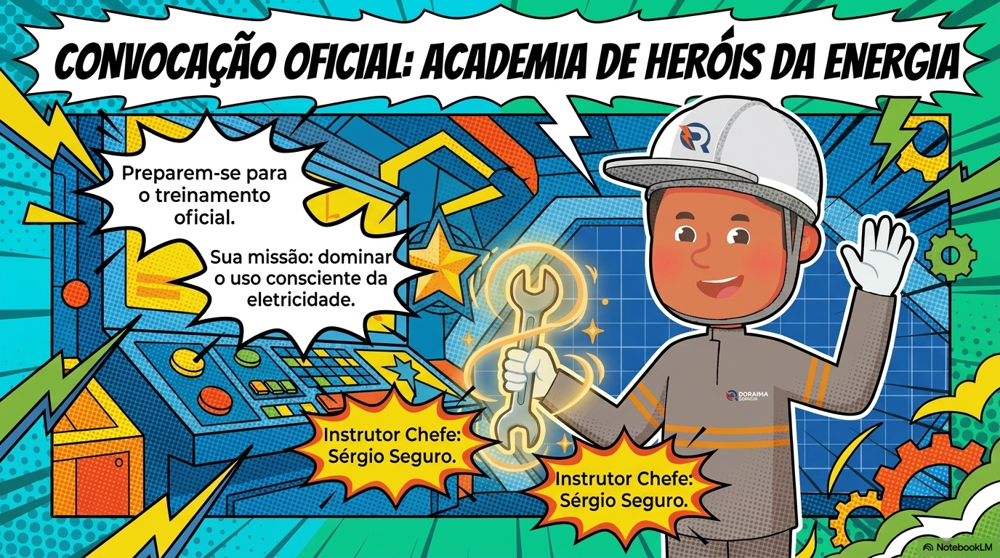 CONVOCAÇÃO OFICIAL: ACADEMIA DE HERÓIS DA ENERGIA
Preparem-se para
o treinamento
oficial.
Sua missão: dominar
o uso consciente da
eletricidade.
Instrutor Chefe:
Sérgio Seguro.
Instrutor Chefe:
Sérgio Seguro.
R
DORAIMA
NotebookLM